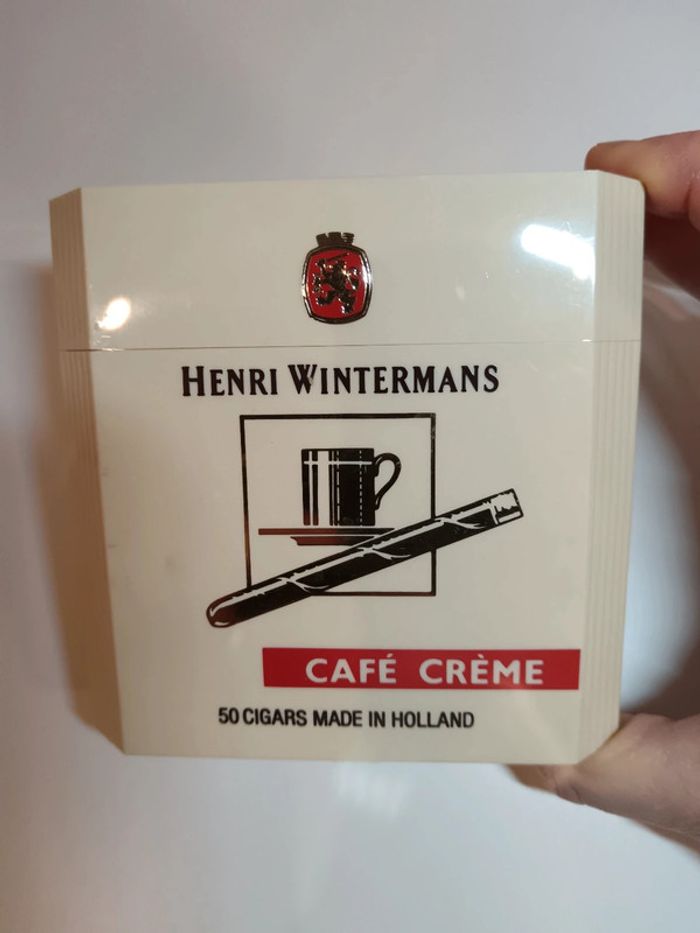 HENRI WINTERMANS
CAFÉ CRÈME
50 CIGARS MADE IN HOLLAND